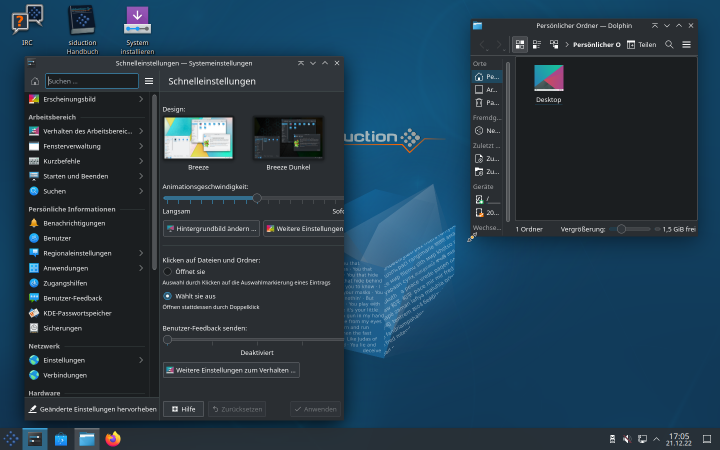 IRC
siduction
Handbuch
System
installieren
Schnelleinstellungen — Systemeinstellungen
Suchen …
Schnelleinstellungen
Erscheinungsbild
Arbeitsbereich
Verhalten des Arbeitsbereic…
Fensterverwaltung
Kurzbefehle
Starten und Beenden
Suchen
Persönliche Informationen
Benachrichtigungen
Benutzer
Regionaleinstellungen
Anwendungen
Zugangshilfen
Benutzer-Feedback
KDE-Passwortspeicher
Sicherungen
Netzwerk
Einstellungen
Verbindungen
Hardware
Geänderte Einstellungen hervorheben
Design:
Breeze
Breeze Dunkel
Animationsgeschwindigkeit:
Langsam
Sofo
Hintergrundbild ändern …
Weitere Einstellungen
Klicken auf Dateien und Ordner:
Öffnet sie
Auswahl durch Klicken auf die Auswahlmarkierung eines Eintrags
Wählt sie aus
Öffnen stattdessen durch Doppelklick
Benutzer-Feedback senden:
Deaktiviert
Weitere Einstellungen zum Verhalten …
Hilfe
Zurücksetzen
Anwenden
uction
Persönlicher Ordner — Dolphin
Persönlicher O
Teilen
Orte
Pe…
Ar…
Pa…
Fremdg…
Ne…
Zuletzt …
Zu…
Zu…
Geräte
/
20…
Wechse…
Desktop
1 Ordner
Vergrößerung:
1,5 GiB frei
17:05
21.12.22